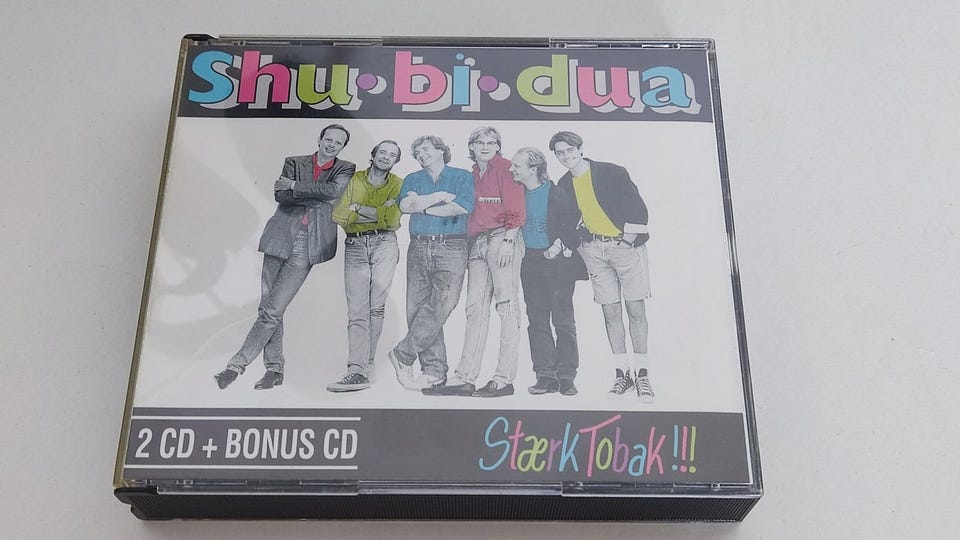 Shu·bi·dua
2 CD + BONUS CD
StærkTobak!!!